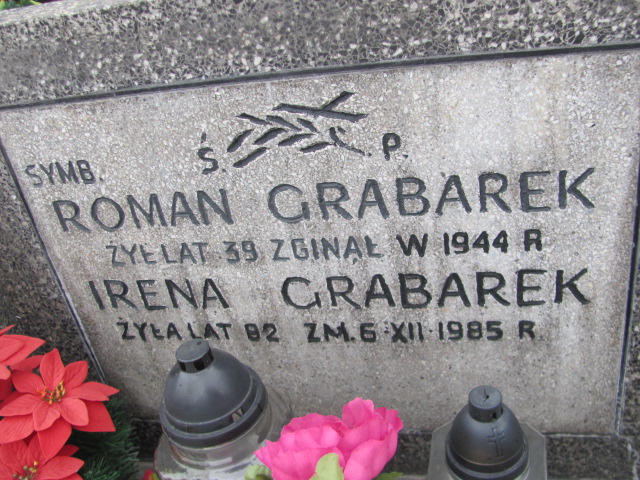 Ś. P.
SYMB.
ROMAN GRABAREK
ŻYŁ LAT 39 ZGINĄŁ W 1944 R
IRENA GRABAREK
ŻYŁA LAT 82 ZM. 6 XII 1985 R